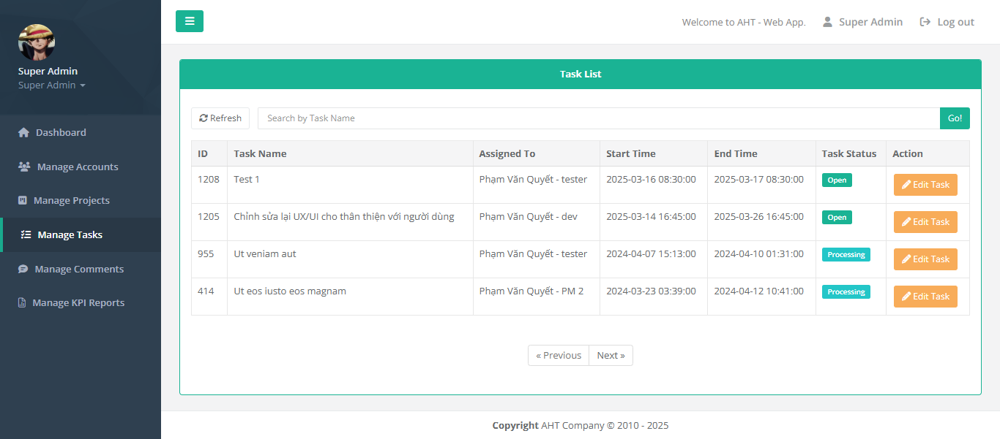 Welcome to AHT - Web App. Super Admin Log out
Super Admin
Super Admin
Dashboard
Manage Accounts
Manage Projects
Manage Tasks
Manage Comments
Manage KPI Reports
Task List
Refresh Search by Task Name Go!
ID Task Name Assigned To Start Time End Time Task Status Action
1208 Test 1 Phạm Văn Quyết - tester 2025-03-16 08:30:00 2025-03-17 08:30:00 Open Edit Task
1205 Chỉnh sửa lại UX/UI cho thân thiện với người dùng Phạm Văn Quyết - dev 2025-03-14 16:45:00 2025-03-26 16:45:00 Open Edit Task
955 Ut veniam aut Phạm Văn Quyết - tester 2024-04-07 15:13:00 2024-04-10 01:31:00 Processing Edit Task
414 Ut eos iusto eos magnam Phạm Văn Quyết - PM 2 2024-03-23 03:39:00 2024-04-12 10:41:00 Processing Edit Task
« Previous Next »
Copyright AHT Company © 2010 - 2025